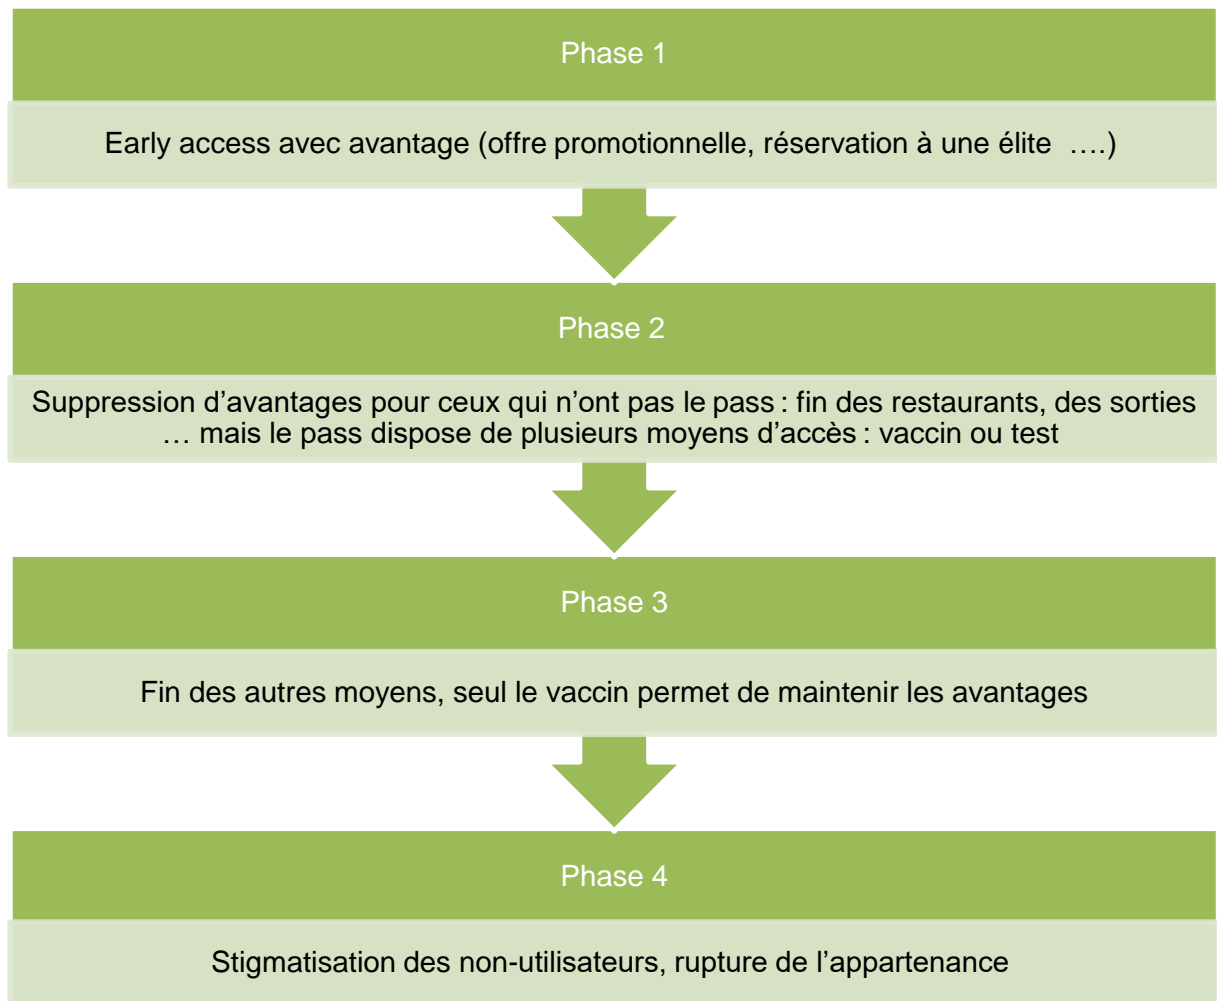 Phase 1
Early access avec avantage (offre promotionnelle, réservation à une élite  ….)
Phase 2
Suppression d’avantages pour ceux qui n’ont pas le pass : fin des restaurants, des sorties
… mais le pass dispose de plusieurs moyens d’accès : vaccin ou test
Phase 3
Fin des autres moyens, seul le vaccin permet de maintenir les avantages
Phase 4
Stigmatisation des non-utilisateurs, rupture de l’appartenance